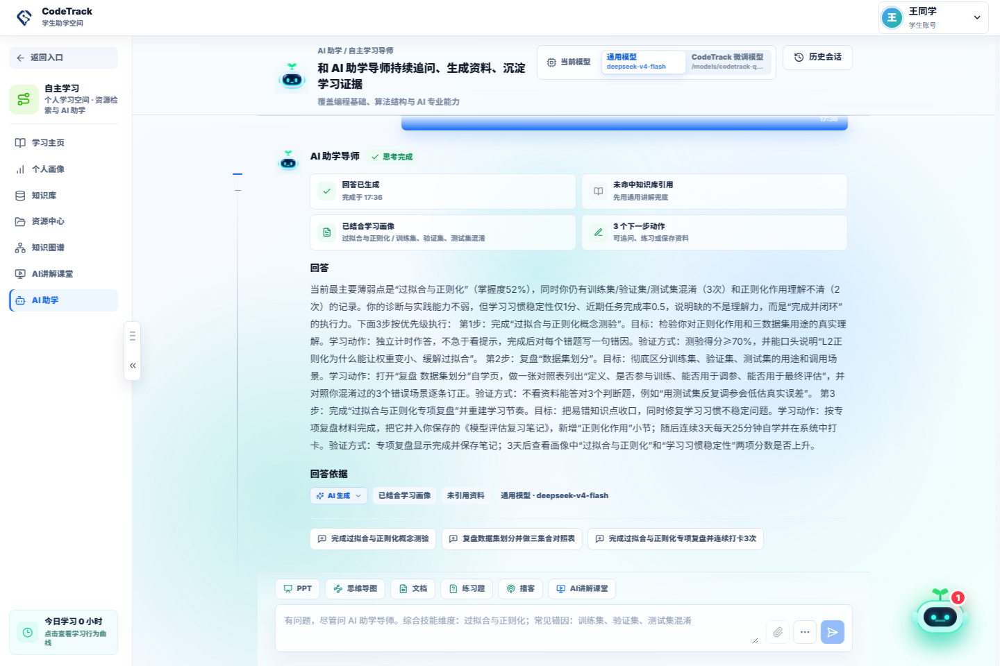 CodeTrack
学生助学空间
王
王同学
学生账号
返回入口
自主学习
个人学习空间 · 资源检
索与 AI 助学
学习主页
个人画像
知识库
资源中心
知识图谱
AI讲解课堂
AI 助学
今日学习 0 小时
点击查看学习行为曲
线
AI 助学 / 自主学习导师
和 AI 助学导师持续追问、生成资料、沉淀
学习证据
覆盖编程基础、算法结构与 AI 专业能力
当前模型
通用模型
deepseek-v4-flash
CodeTrack 微调模型
/models/codetrack-q...
历史会话
17:36
AI 助学导师
思考完成
回答已生成
完成于 17:36
未命中知识库引用
先用通用讲解兜底
已结合学习画像
过拟合与正则化 / 训练集、验证集、测试集混淆
3 个下一步动作
可追问、练习或保存资料
回答
当前最主要薄弱点是“过拟合与正则化”（掌握度52%），同时你仍有训练集/验证集/测试集混淆（3次）和正则化作用理解不清（2
次）的记录。你的诊断与实践能力不弱，但学习习惯稳定性仅1分、近期任务完成率0.5，说明缺的不是理解力，而是“完成并闭环”
的执行力。下面3步按优先级执行： 第1步：完成“过拟合与正则化概念测验”。目标：检验你对正则化作用和三数据集用途的真实理
解。学习动作：独立计时作答，不急于看提示，完成后对每个错题写一句错因。验证方式：测验得分≥70%，并能口头说明“L2正
则化为什么能让权重变小、缓解过拟合”。 第2步：复盘“数据集划分”。目标：彻底区分训练集、验证集、测试集的用途和调用场
景。学习动作：打开“复盘 数据集划分”自学页，做一张对照表列出“定义、是否参与训练、能否用于调参、能否用于最终评估”，并
对照你混淆过的3个错误场景逐条订正。验证方式：不看资料能答对3个判断题，例如“用测试集反复调参会低估真实误差”。 第3
步：完成“过拟合与正则化专项复盘”并重建学习节奏。目标：把易错知识点收口，同时修复学习习惯不稳定问题。学习动作：按专
项复盘材料完成，把它并入你保存的《模型评估复习笔记》，新增“正则化作用”小节；随后连续3天每天25分钟自学并在系统中打
卡。验证方式：专项复盘显示完成并保存笔记；3天后查看画像中“过拟合与正则化”和“学习习惯稳定性”两项分数是否上升。
回答依据
AI 生成
已结合学习画像
未引用资料
通用模型 · deepseek-v4-flash
完成过拟合与正则化概念测验
复盘数据集划分并做三集合对照表
完成过拟合与正则化专项复盘并连续打卡3次
PPT
思维导图
文档
练习题
播客
AI讲解课堂
有问题，尽管问 AI 助学导师。综合技能维度：过拟合与正则化；常见错误：训练集、验证集、测试集混淆
1